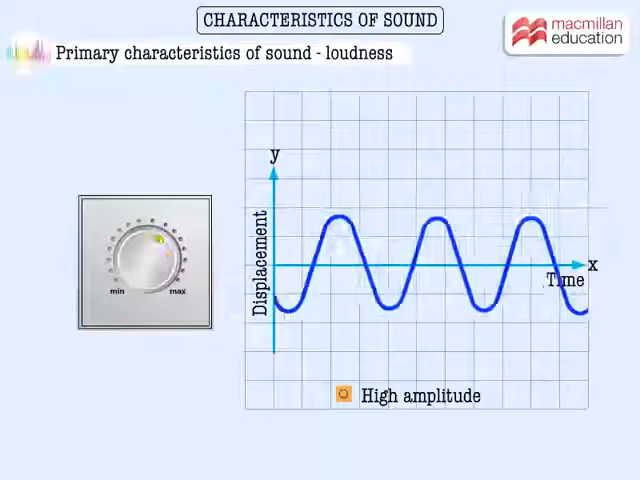 CHARACTERISTICS OF SOUND
macmillan
education
Primary characteristics of sound - loudness
y
Displacement
x
Time
min
max
High amplitude